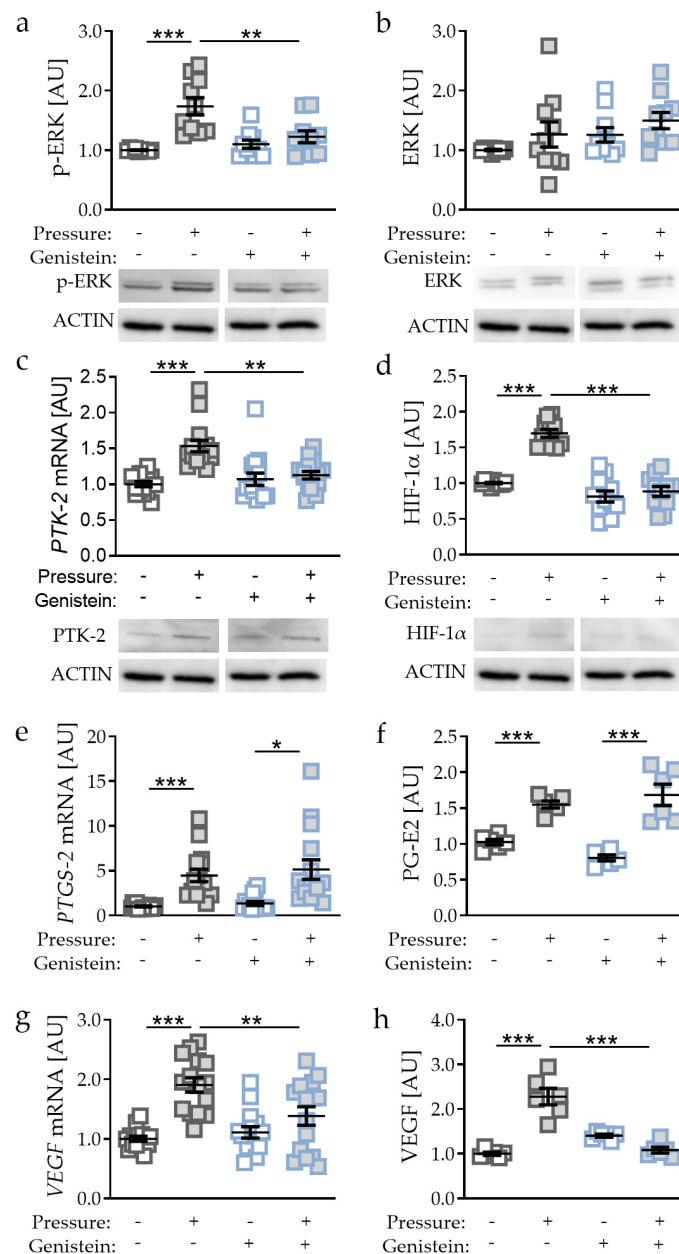 a
*** **
p-ERK [AU]
3.0
2.0
1.0
0.0
Pressure: - + - +
Genistein: - - + +
p-ERK
ACTIN
b
ERK [AU]
3.0
2.0
1.0
0.0
Pressure: - + - +
Genistein: - - + +
ERK
ACTIN
c
*** **
PTK-2 mRNA [AU]
2.5
2.0
1.5
1.0
0.5
0.0
Pressure: - + - +
Genistein: - - + +
PTK-2
ACTIN
d
*** ***
HIF-1α [AU]
2.5
2.0
1.5
1.0
0.5
0.0
Pressure: - + - +
Genistein: - - + +
HIF-1α
ACTIN
e
*** *
PTGS-2 mRNA [AU]
20
15
10
5
0
Pressure: - + - +
Genistein: - - + +
f
*** ***
PG-E2 [AU]
2.5
2.0
1.5
1.0
0.5
0.0
Pressure: - + - +
Genistein: - - + +
g
*** **
VEGF mRNA [AU]
3.0
2.0
1.0
0.0
Pressure: - + - +
Genistein: - - + +
h
*** ***
VEGF [AU]
4.0
3.0
2.0
1.0
0.0
Pressure: - + - +
Genistein: - - + +